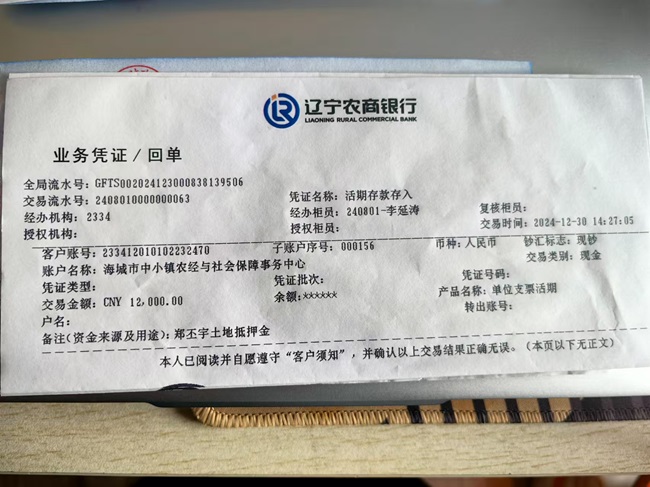 辽宁农商银行
LIAONING RURAL COMMERCIAL BANK
业务凭证/回单
全局流水号: GFTS002024123000838139506
交易流水号: 2408010000000063 凭证名称: 活期存款存入
经办机构: 2334 经办柜员: 240801-李延涛 复核柜员:
授权机构: 授权柜员: 交易时间: 2024-12-30 14:27:05
客户账号: 233412010102232470 子账户序号: 000156 币种: 人民币 钞汇标志: 现钞
账户名称: 海城市中小镇农经与社会保障事务中心 交易类别: 现金
凭证类型: 凭证批次: 凭证号码:
交易金额: CNY 12,000.00 余额: ****** 产品名称: 单位支票活期
户名: 转出账号:
备注(资金来源及用途): 郑丕宇土地抵押金
本人已阅读并自愿遵守“客户须知”, 并确认以上交易结果正确无误。(本页以下无正文)